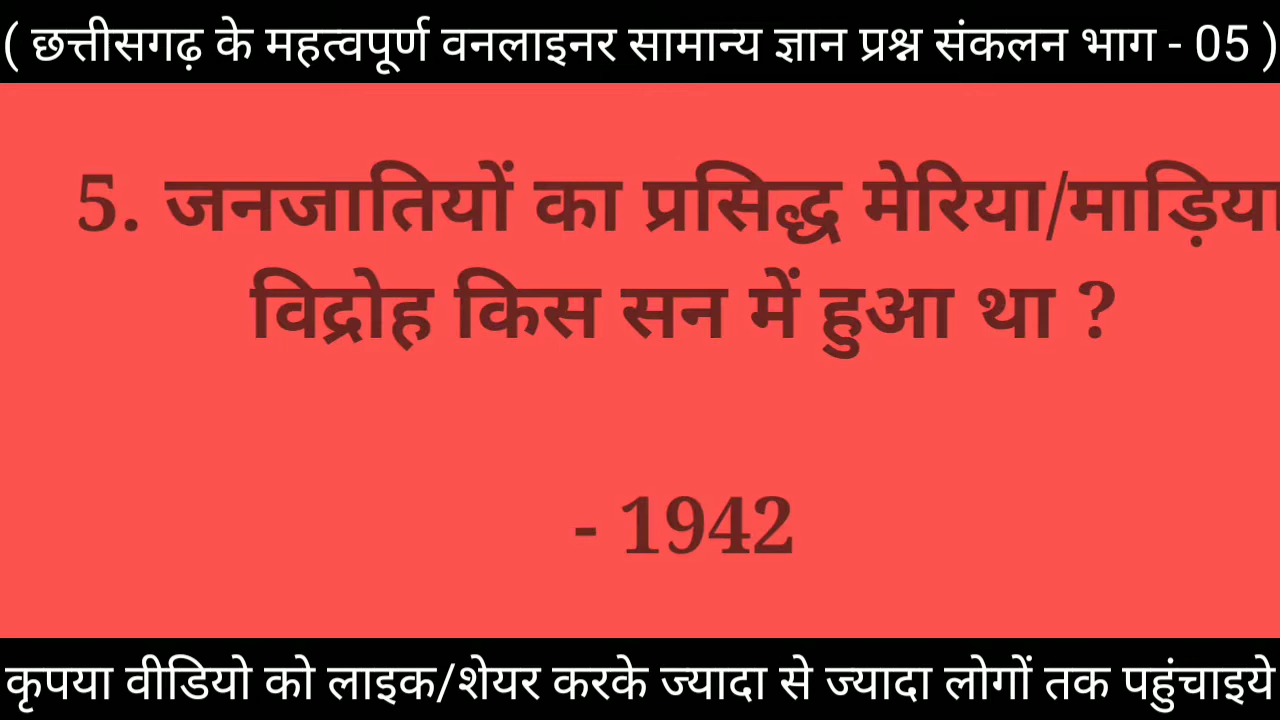 ( छत्तीसगढ़ के महत्वपूर्ण वनलाइनर सामान्य ज्ञान प्रश्न संकलन भाग - 05 )
5. जनजातियों का प्रसिद्ध मेरिया/माड़िया
विद्रोह किस सन में हुआ था ?
- 1942
कृपया वीडियो को लाइक/शेयर करके ज्यादा से ज्यादा लोगों तक पहुंचाइये